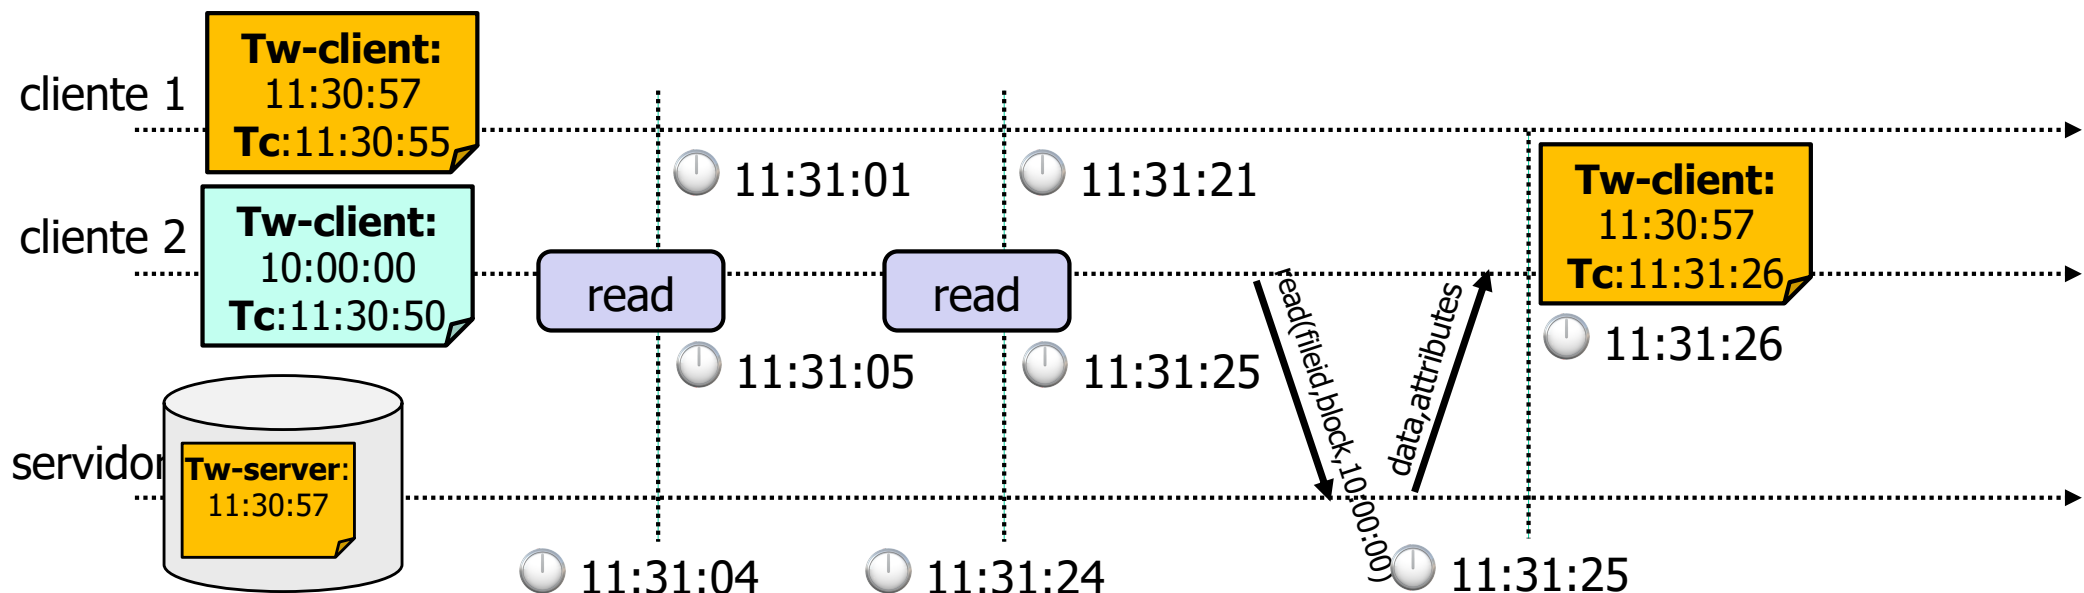 cliente 1
Tw-client:
11:30:57
Tc:11:30:55
11:31:01
11:31:21
cliente 2
Tw-client:
10:00:00
Tc:11:30:50
read
read
11:31:05
11:31:25
read(fileid,block,10:00:00)
data,attributes
Tw-client:
11:30:57
Tc:11:31:26
11:31:26
servidor
Tw-server:
11:30:57
11:31:04
11:31:24
11:31:25